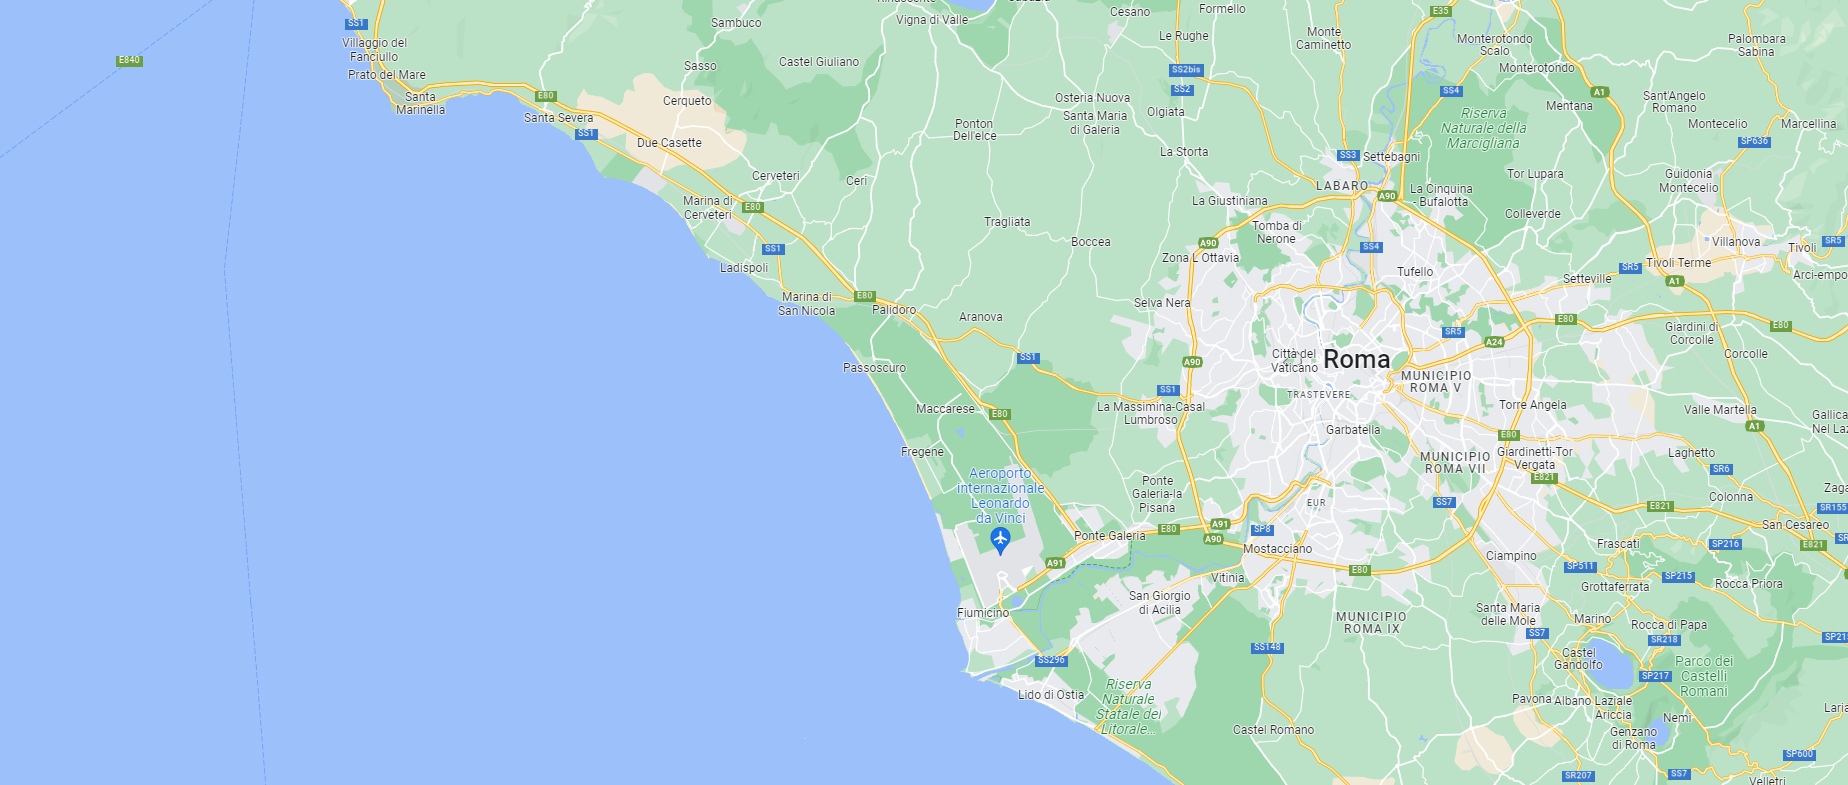 Sambuco
Vigna di Valle
Cesano
Formello
E35
SS1
Villaggio del
Fanciullo
E840
Prato del Mare
Santa
Marinella
Sasso
Castel Giuliano
Le Rughe
Monte
Caminetto
Monterotondo
Scalo
Monterotondo
Palombara
Sabina
SS2bis
SS2
SS4
A1
E80
Cerqueto
Osteria Nuova
Santa Maria
di Galeria
Olgiata
Mentana
Sant'Angelo
Romano
Santa Severa
SS1
Ponton
Dell'elce
Riserva
Naturale della
Marcigliana
Montecelio
Marcellina
SP636
Due Casette
La Storta
SS3
Settebagni
Cerveteri
Ceri
LABARO
A90
La Cinquina
- Bufalotta
Tor Lupara
Guidonia
Montecelio
Marina di
Cerveteri
E80
La Giustiniana
Colleverde
Tragliata
Tomba di
Nerone
SS1
Boccea
A90
SS4
Villanova
SR5
Tivoli
Zona L'Ottavia
Ladispoli
Tufello
SR5
Tivoli Terme
Setteville
A1
Arci-empo
Marina di
San Nicola
E80
Palidoro
Aranova
Selva Nera
SR5
E80
E80
Giardini di
Corcolle
A24
SS1
A90
Città del
Vaticano
Roma
Corcolle
Passoscuro
SS1
TRASTEVERE
MUNICIPIO
ROMA V
Maccarese
E80
La Massimina-Casal
Lumbroso
Torre Angela
Valle Martella
Gallica
Nel Laz
Garbatella
E80
A1
Fregene
MUNICIPIO
ROMA VII
Giardinetti-Tor
Vergata
Laghetto
SR6
Aeroporto
internazionale
Leonardo
da Vinci
Ponte
Galeria-la
Pisana
E821
Zaga
EUR
SS7
E821
Colonna
SR155
A91
SP8
San Cesareo
Ponte Galeria
E80
A90
Mostacciano
Frascati
SP216
E821
SR
A91
E80
Ciampino
SP511
SP215
Vitinia
Grottaferrata
Rocca Priora
Fiumicino
San Giorgio
di Acilia
MUNICIPIO
ROMA IX
Santa Maria
delle Mole
Marino
Rocca di Papa
SS7
SR218
SP21
SS296
SS148
Castel
Gandolfo
SP217
Parco dei
Castelli
Romani
Lido di Ostia
Riserva
Naturale
Statale del
Litorale...
Pavona
Albano Laziale
Ariccia
Nemi
Laria
Castel Romano
Genzano
di Roma
SP600
SR207
SS7
Velletri